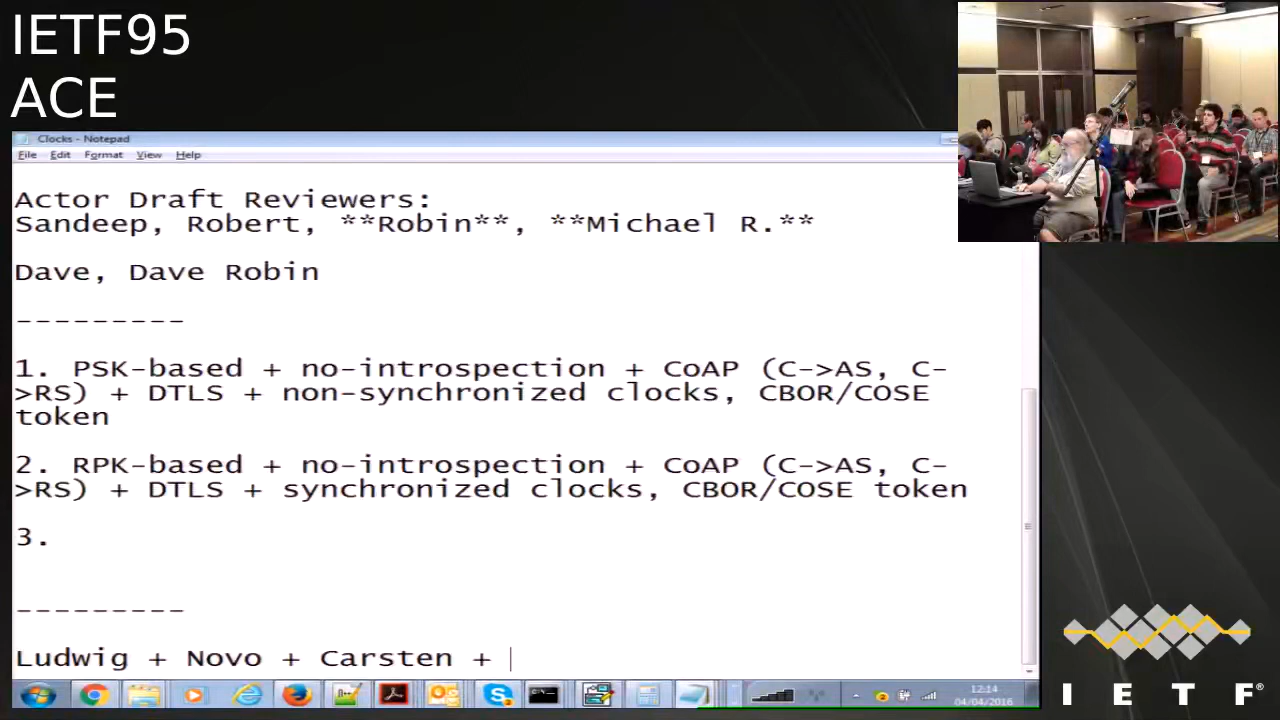 IETF95
ACE
Clocks - Notepad
File Edit Format View Help
Actor Draft Reviewers:
Sandeep, Robert, **Robin**, **Michael R.**
Dave, Dave Robin
---------
1. PSK-based + no-introspection + CoAP (C->AS, C-
>RS) + DTLS + non-synchronized clocks, CBOR/COSE
token
2. RPK-based + no-introspection + CoAP (C->AS, C-
>RS) + DTLS + synchronized clocks, CBOR/COSE token
3.
---------
Ludwig + Novo + Carsten +
12:14
04/04/2016
I E T F®